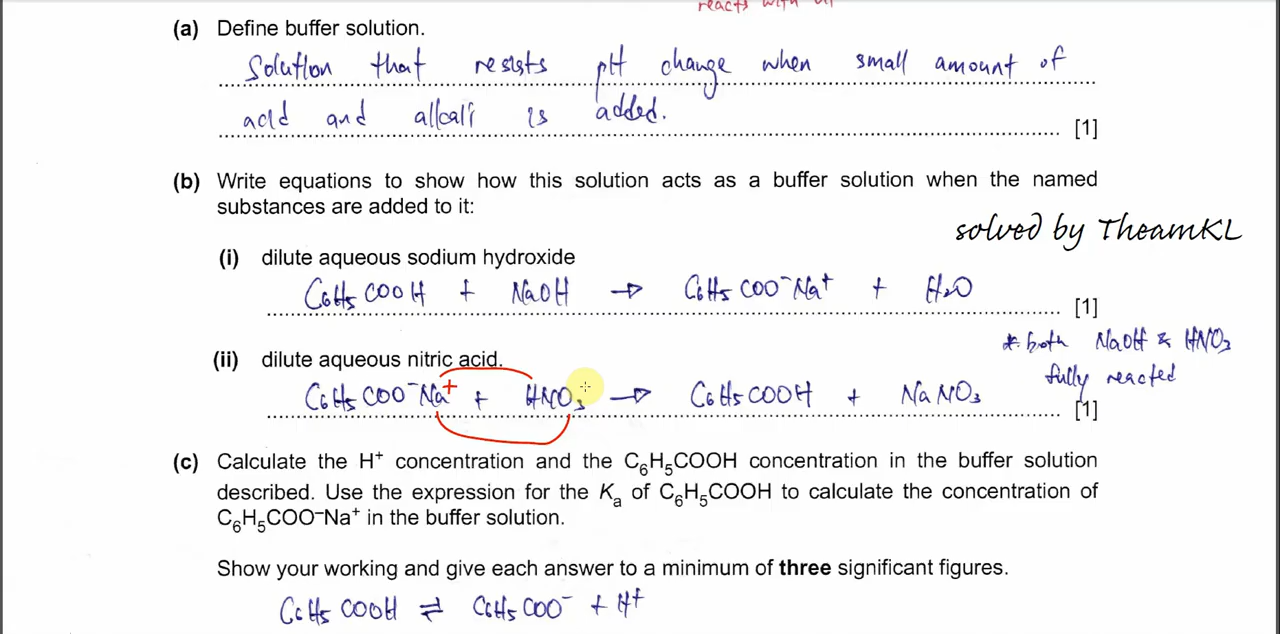 reacts with
(a) Define buffer solution.
Solution that resists pH change when small amount of
acid and alkali is added.
[1]
(b) Write equations to show how this solution acts as a buffer solution when the named
substances are added to it:
solved by TheamKL
(i) dilute aqueous sodium hydroxide
C6H5COOH + NaOH → C6H5COO⁻Na⁺ + H2O
[1]
* both NaOH & HNO3
(ii) dilute aqueous nitric acid.
fully reacted
C6H5COO⁻Na⁺ + HNO3 → C6H5COOH + NaNO3
[1]
(c) Calculate the H⁺ concentration and the C₆H₅COOH concentration in the buffer solution
described. Use the expression for the Kₐ of C₆H₅COOH to calculate the concentration of
C₆H₅COO⁻Na⁺ in the buffer solution.
Show your working and give each answer to a minimum of three significant figures.
C6H5COOH ⇌ C6H5COO⁻ + H⁺